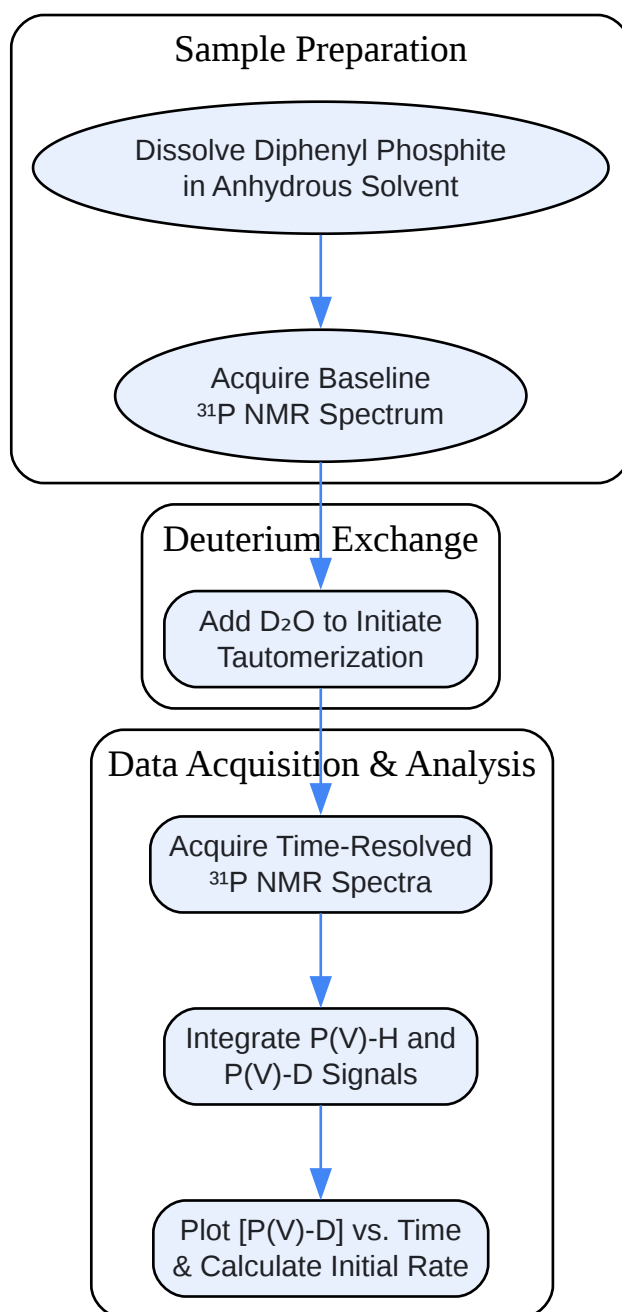 Sample Preparation
Dissolve Diphenyl Phosphite
in Anhydrous Solvent
Acquire Baseline
³¹P NMR Spectrum
Deuterium Exchange
Add D₂O to Initiate
Tautomerization
Data Acquisition & Analysis
Acquire Time-Resolved
³¹P NMR Spectra
Integrate P(V)-H and
P(V)-D Signals
Plot [P(V)-D] vs. Time
& Calculate Initial Rate